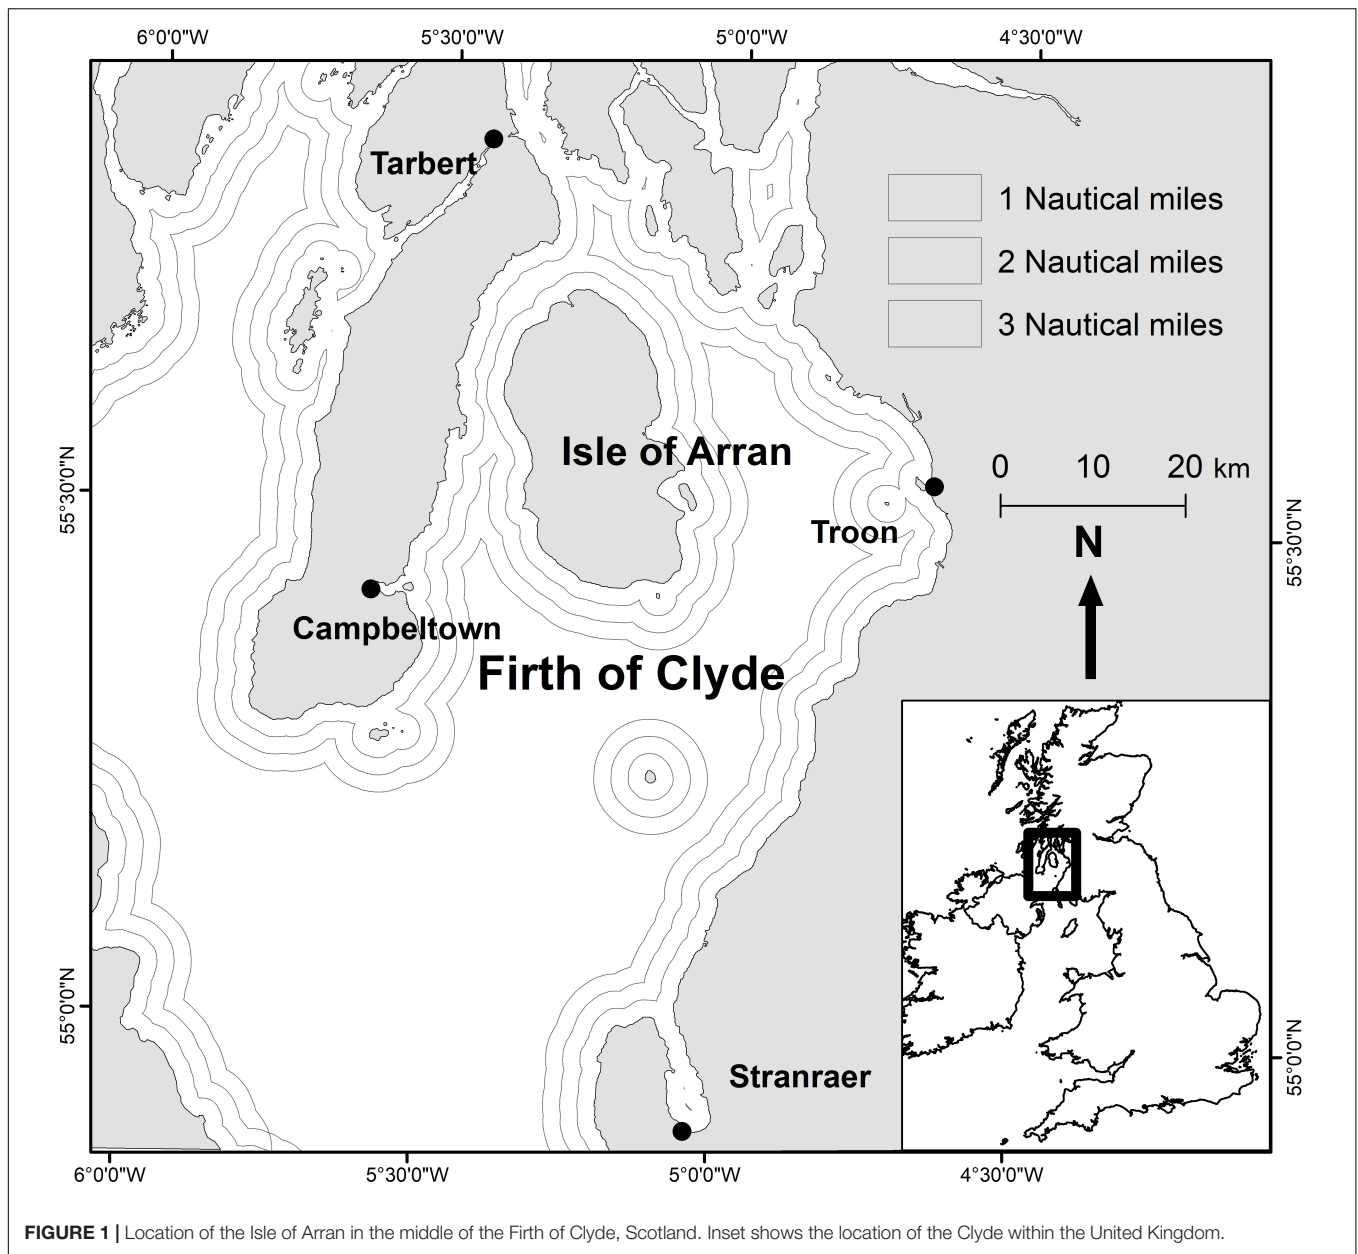 6°0'0"W 5°30'0"W 5°0'0"W 4°30'0"W
Tarbert
1 Nautical miles
2 Nautical miles
3 Nautical miles
Isle of Arran
0 10 20 km
55°30'0"N
Troon
N
55°30'0"N
Campbeltown
Firth of Clyde
55°0'0"N
Stranraer
55°0'0"N
6°0'0"W 5°30'0"W 5°0'0"W 4°30'0"W
FIGURE 1 | Location of the Isle of Arran in the middle of the Firth of Clyde, Scotland. Inset shows the location of the Clyde within the United Kingdom.